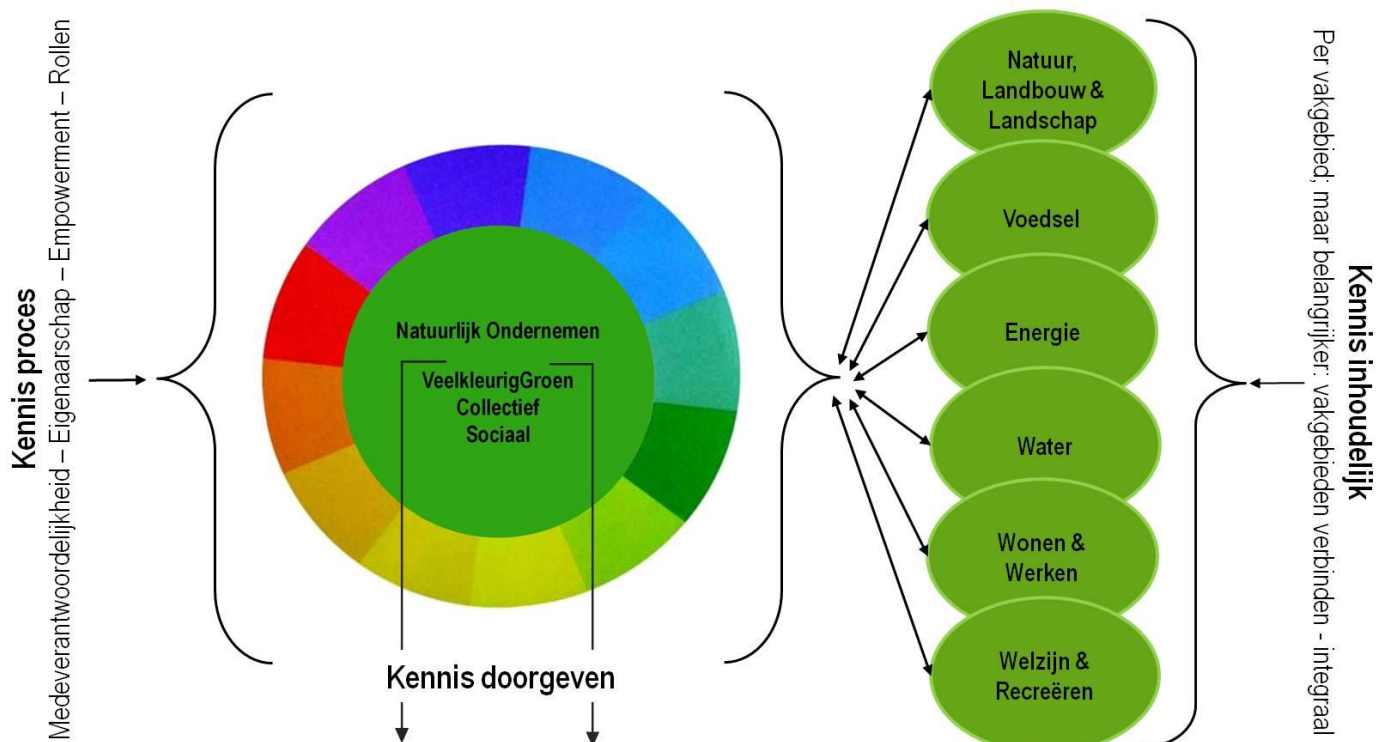 Kennis proces
Medeverantwoordelijkheid – Eigenaarschap – Empowerment – Rollen
Natuurlijk Ondernemen
VeelkleurigGroen
Collectief
Sociaal
Kennis doorgeven
Natuur,
Landbouw &
Landschap
Voedsel
Energie
Water
Wonen &
Werken
Welzijn &
Recreëren
Kennis inhoudelijk
Per vakgebied; maar belangrijker: vakgebieden verbinden - integraal